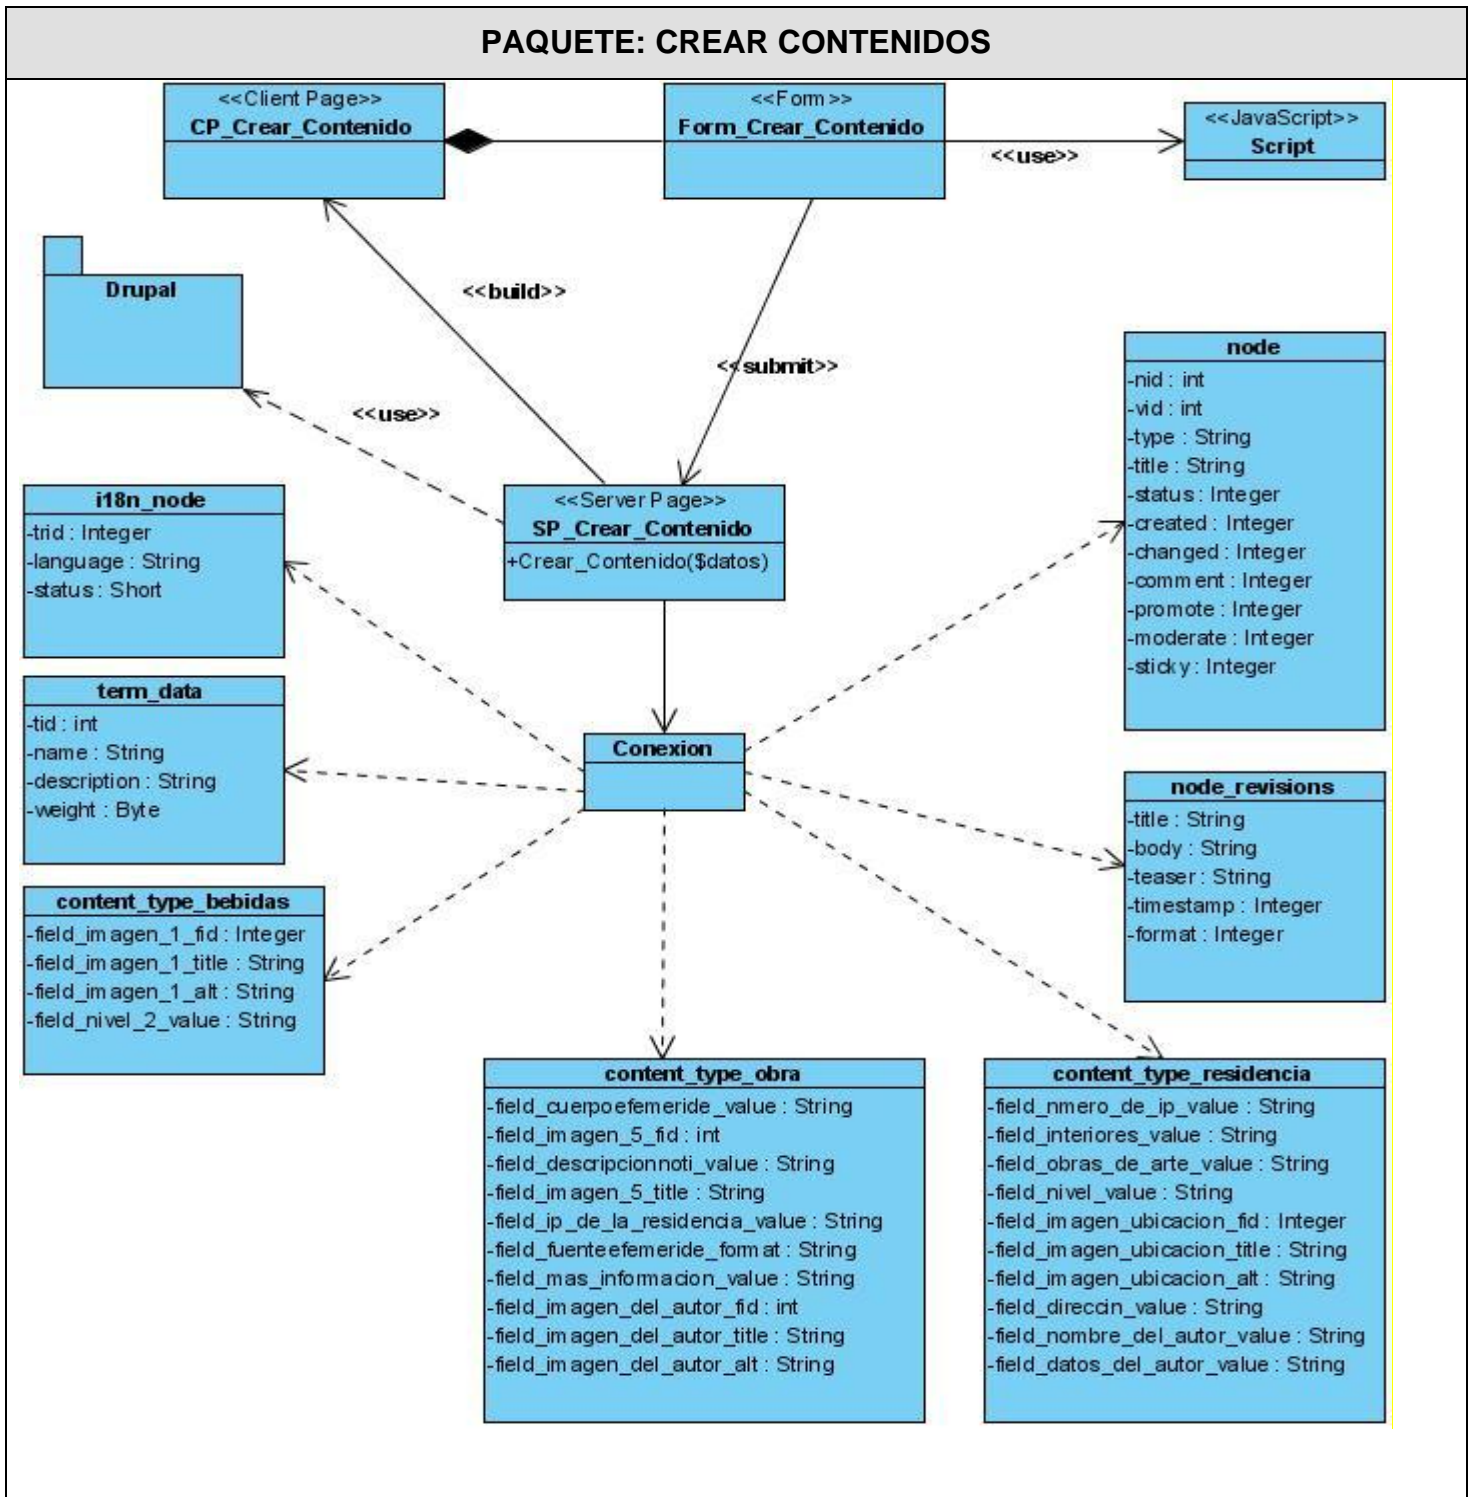 PAQUETE: CREAR CONTENIDOS
<<Client Page>>
CP_Crear_Contenido
<<Form>>
Form_Crear_Contenido
<<JavaScript>>
Script
<<use>>
Drupal
<<build>>
<<submit>>
<<use>>
node
-nid : int
-vid : int
-type : String
-title : String
-status : Integer
-created : Integer
-changed : Integer
-comment : Integer
-promote : Integer
-moderate : Integer
-sticky : Integer
i18n_node
-trid : Integer
-language : String
-status : Short
<<Server Page>>
SP_Crear_Contenido
+Crear_Contenido($datos)
term_data
-tid : int
-name : String
-description : String
-weight : Byte
Conexion
node_revisions
-title : String
-body : String
-teaser : String
-timestamp : Integer
-format : Integer
content_type_bebidas
-field_imagen_1_fid : Integer
-field_imagen_1_title : String
-field_imagen_1_alt : String
-field_nivel_2_value : String
content_type_obra
-field_cuerpoefemeride_value : String
-field_imagen_5_fid : int
-field_descripcionnoti_value : String
-field_imagen_5_title : String
-field_ip_de_la_residencia_value : String
-field_fuenteefemeride_format : String
-field_mas_informacion_value : String
-field_imagen_del_autor_fid : int
-field_imagen_del_autor_title : String
-field_imagen_del_autor_alt : String
content_type_residencia
-field_nmero_de_ip_value : String
-field_interiores_value : String
-field_obras_de_arte_value : String
-field_nivel_value : String
-field_imagen_ubicacion_fid : Integer
-field_imagen_ubicacion_title : String
-field_imagen_ubicacion_alt : String
-field_direccin_value : String
-field_nombre_del_autor_value : String
-field_datos_del_autor_value : String